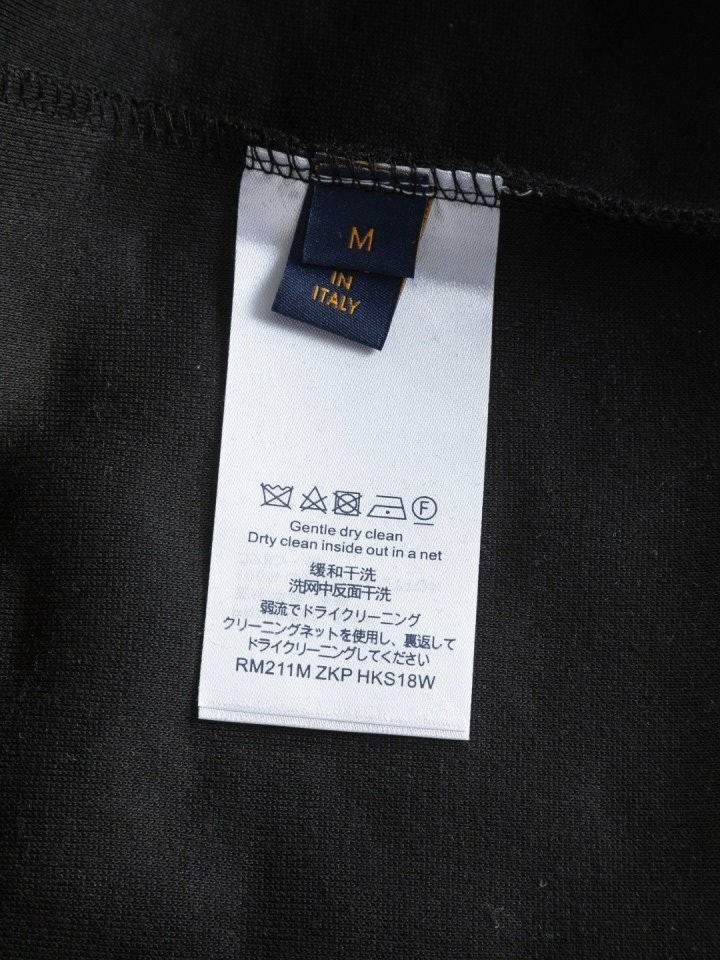 M
IN
ITALY
F
Gentle dry clean
Drty clean inside out in a net
缓和干洗
洗网中反面干洗
弱流でドライクリーニング
クリーニングネットを使用し、裏返して
ドライクリーニングしてください
RM211M ZKP HKS18W